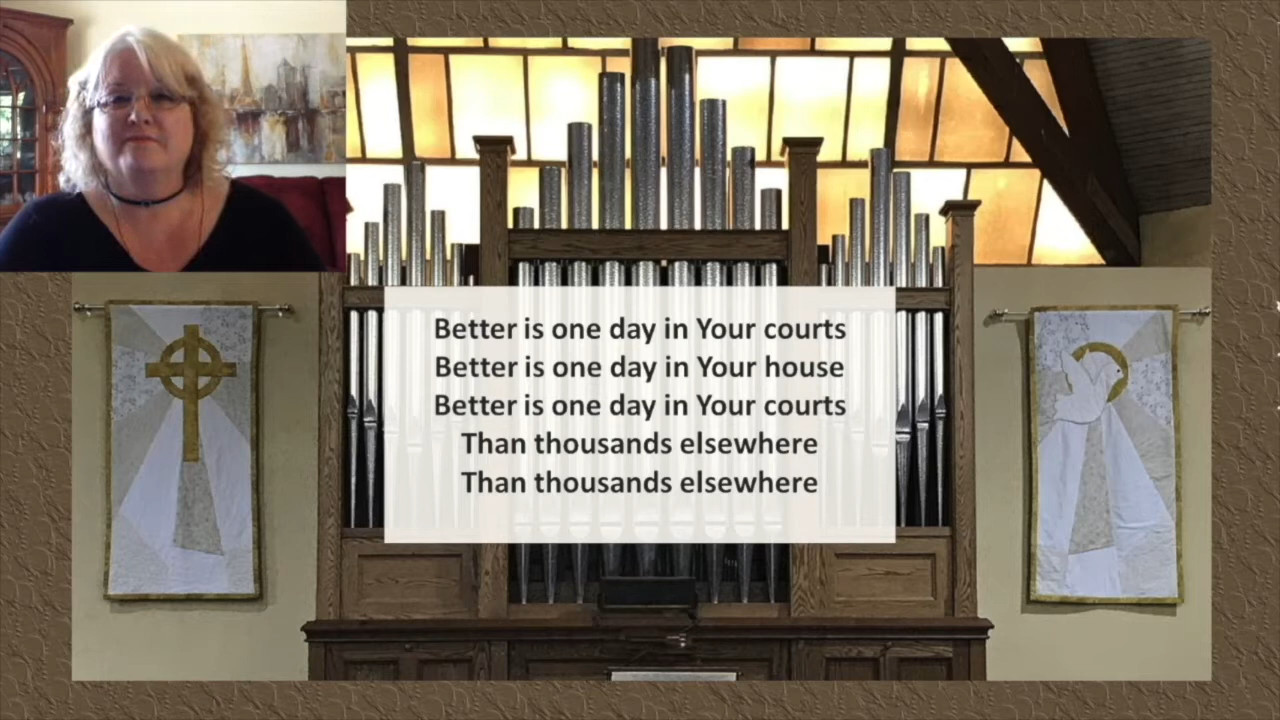 Better is one day in Your courts
Better is one day in Your house
Better is one day in Your courts
Than thousands elsewhere
Than thousands elsewhere